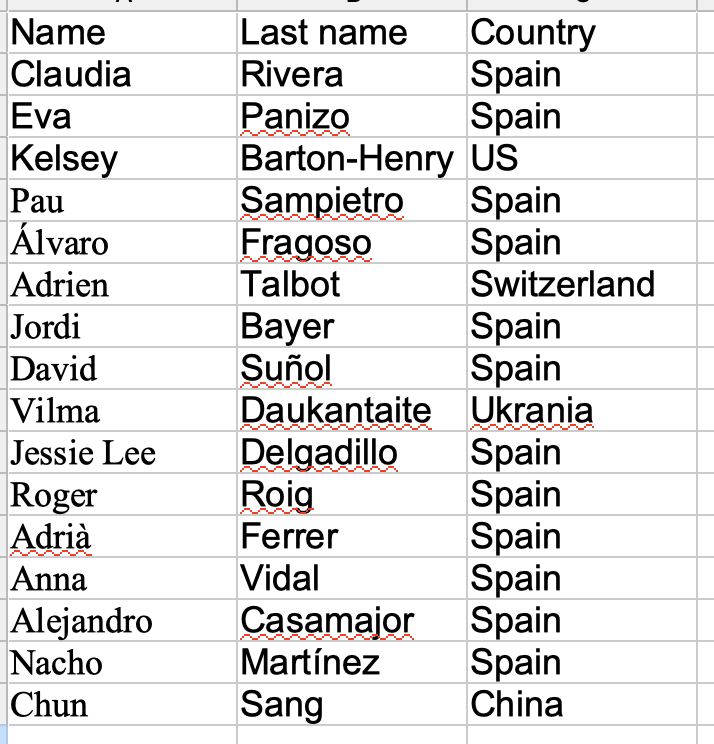 Name Last name Country
Claudia Rivera Spain
Eva Panizo Spain
Kelsey Barton-Henry US
Pau Sampietro Spain
Álvaro Fragoso Spain
Adrien Talbot Switzerland
Jordi Bayer Spain
David Suñol Spain
Vilma Daukantaite Ukrania
Jessie Lee Delgadillo Spain
Roger Roig Spain
Adrià Ferrer Spain
Anna Vidal Spain
Alejandro Casamajor Spain
Nacho Martínez Spain
Chun Sang China